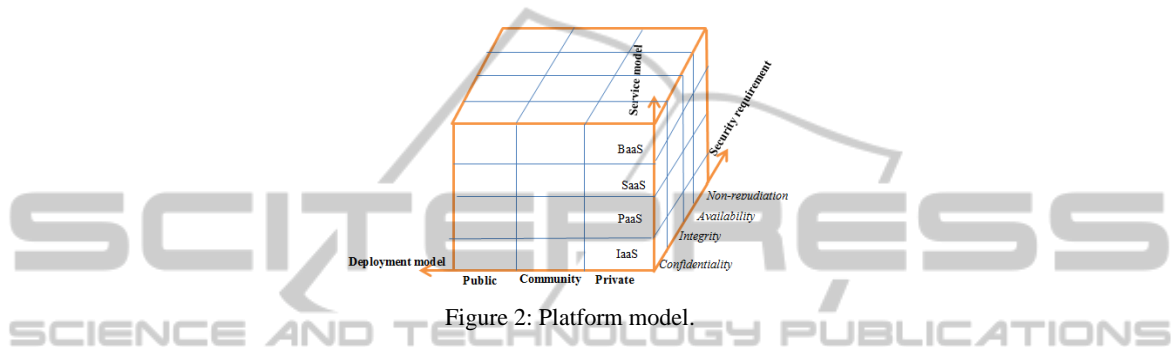 Service model
Security requirement
BaaS
SaaS
PaaS
IaaS
Non-repudiation
Availability
Integrity
Confidentiality
Deployment model
Public Community Private
SCITEPRESS
Figure 2: Platform model.
SCIENCE AND TECHNOLOGY PUBLICATIONS